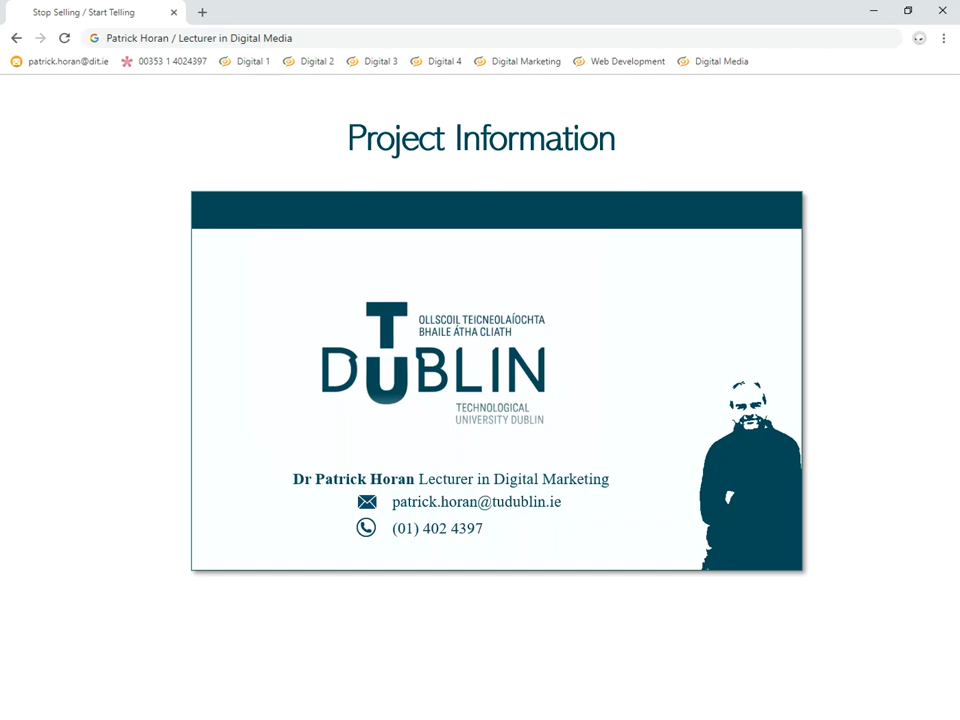 Stop Selling / Start Telling
Patrick Horan / Lecturer in Digital Media
patrick.horan@dit.ie 00353 1 4024397 Digital 1 Digital 2 Digital 3 Digital 4 Digital Marketing Web Development Digital Media
Project Information
OLLSCOIL TEICNEOLAÍOCHTA
BHAILE ÁTHA CLIATH
TU DUBLIN
TECHNOLOGICAL
UNIVERSITY DUBLIN
Dr Patrick Horan Lecturer in Digital Marketing
patrick.horan@tudublin.ie
(01) 402 4397